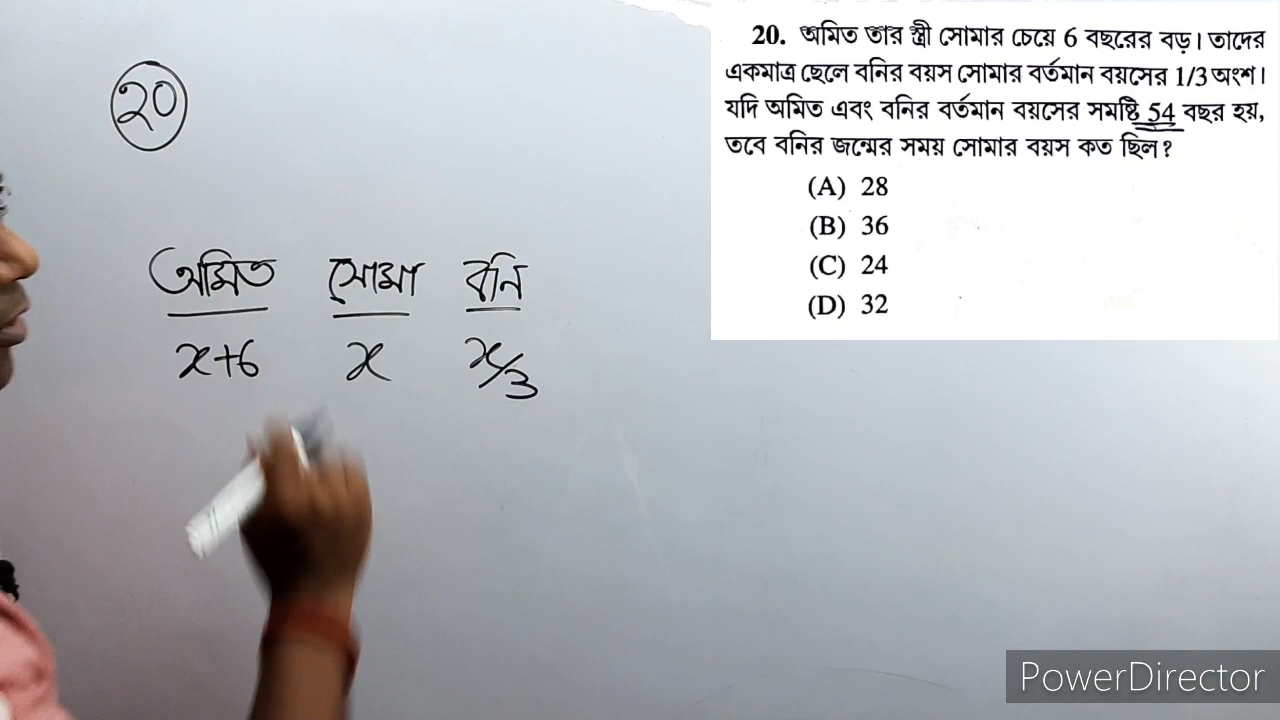 ২0
20. অমিত তার স্ত্রী সোমার চেয়ে 6 বছরের বড়। তাদের
একমাত্র ছেলে বনির বয়স সোমার বর্তমান বয়সের 1/3 অংশ।
যদি অমিত এবং বনির বর্তমান বয়সের সমষ্টি 54 বছর হয়,
তবে বনির জন্মের সময় সোমার বয়স কত ছিল?
(A) 28
(B) 36
(C) 24
(D) 32
অমিত সোমা বনি
x+6 x x/3
PowerDirector